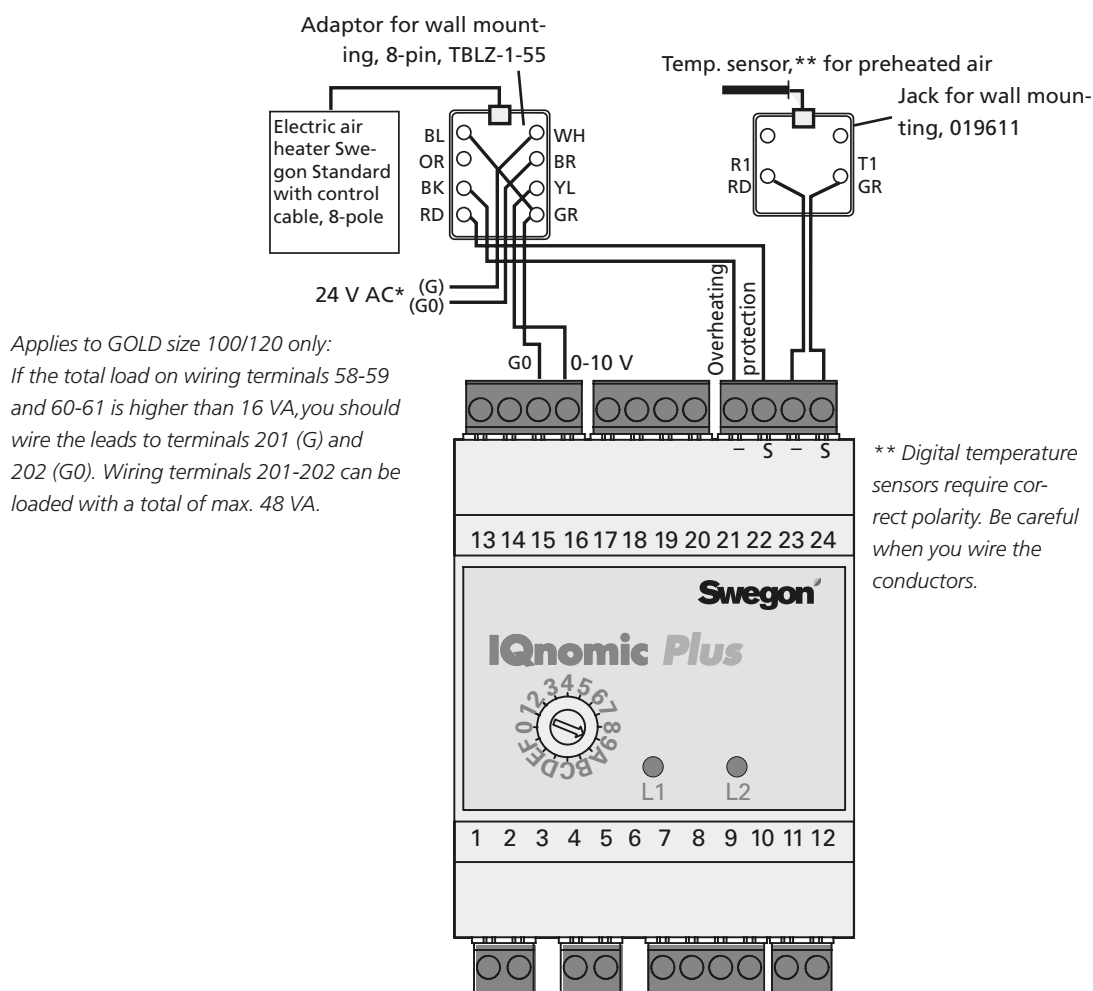 Adaptor for wall mount-
ing, 8-pin, TBLZ-1-55
Temp. sensor,** for preheated air
Jack for wall moun-
ting, 019611
Electric air
heater Swe-
gon Standard
with control
cable, 8-pole
BL
WH
OR
BR
BK
YL
RD
GR
R1
T1
RD
GR
24 V AC*
(G)
(G0)
Overheating
protection
G0
0-10 V
Applies to GOLD size 100/120 only:
If the total load on wiring terminals 58-59
and 60-61 is higher than 16 VA,you should
wire the leads to terminals 201 (G) and
202 (G0). Wiring terminals 201-202 can be
loaded with a total of max. 48 VA.
– S – S
** Digital temperature
sensors require cor-
rect polarity. Be careful
when you wire the
conductors.
13 14 15 16 17 18 19 20 21 22 23 24
Swegon
IQnomic Plus
0 1 2 3 4 5 6 7 8 9 A B C D E F
L1
L2
1 2 3 4 5 6 7 8 9 10 11 12